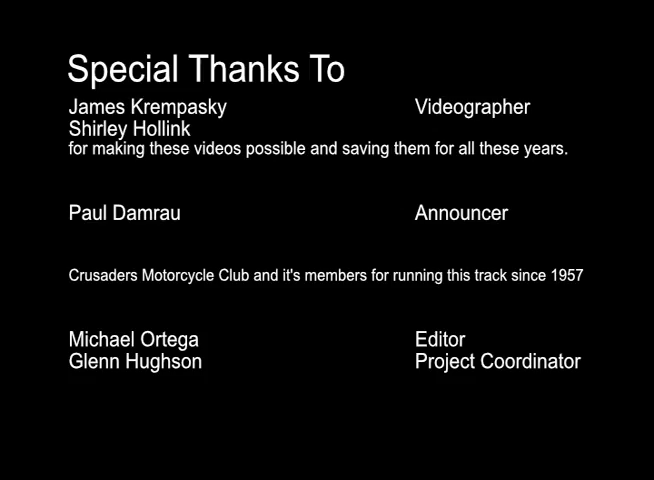 Special Thanks To
James Krempasky Videographer
Shirley Hollink
for making these videos possible and saving them for all these years.
Paul Damrau Announcer
Crusaders Motorcycle Club and it's members for running this track since 1957
Michael Ortega Editor
Glenn Hughson Project Coordinator